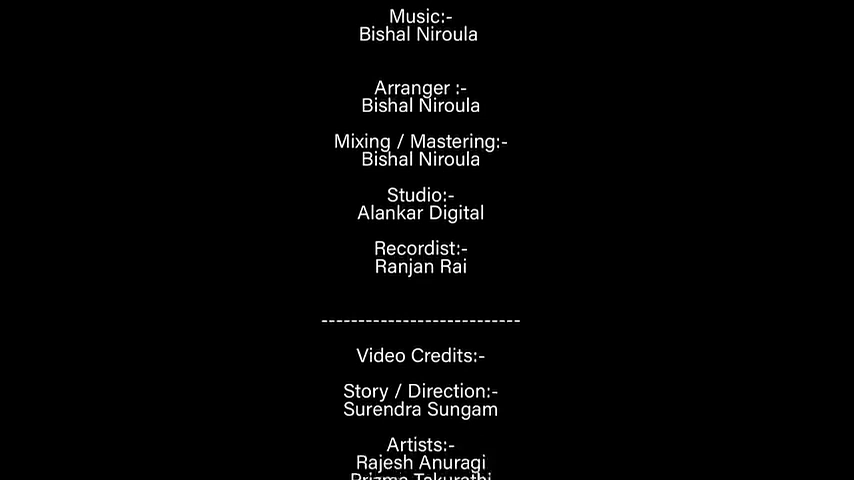 Music:-
Bishal Niroula
Arranger :-
Bishal Niroula
Mixing / Mastering:-
Bishal Niroula
Studio:-
Alankar Digital
Recordist:-
Ranjan Rai
---------------------------
Video Credits:-
Story / Direction:-
Surendra Sungam
Artists:-
Rajesh Anuragi